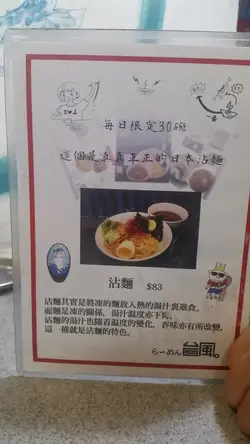 每日限定30碗
這個是真真正正的日本沾麵
沾麵 $83
沾麵其實是將凍的麵放入熱的湯汁裏進食。
而麵是凍的關係，湯汁温度亦下降。
沾麵的湯汁也隨着温度的變化，香味亦有所改變，
這一種就是沾麵的特色。
らーめん 台風。